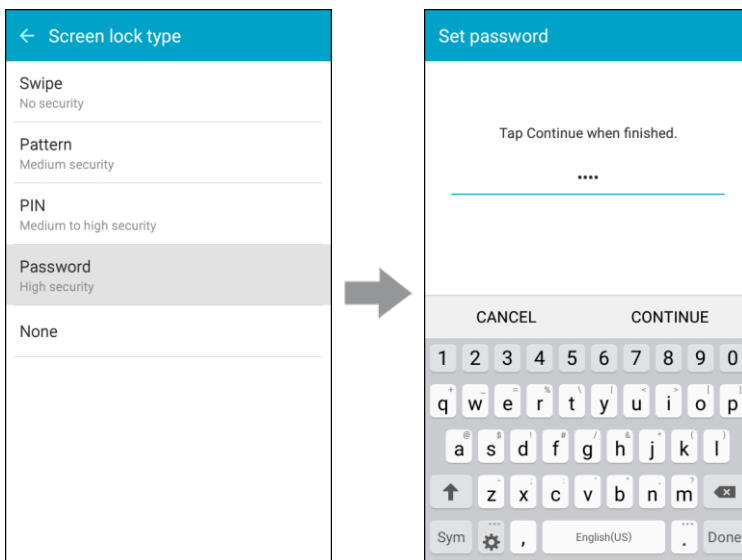 Screen lock type
Swipe
No security
Pattern
Medium security
PIN
Medium to high security
Password
High security
None
Set password
Tap Continue when finished.
••••
CANCEL CONTINUE
1 2 3 4 5 6 7 8 9 0
q w e r t y u i o p
a s d f g h j k l
z x c v b n m
Sym , English(US) . Done